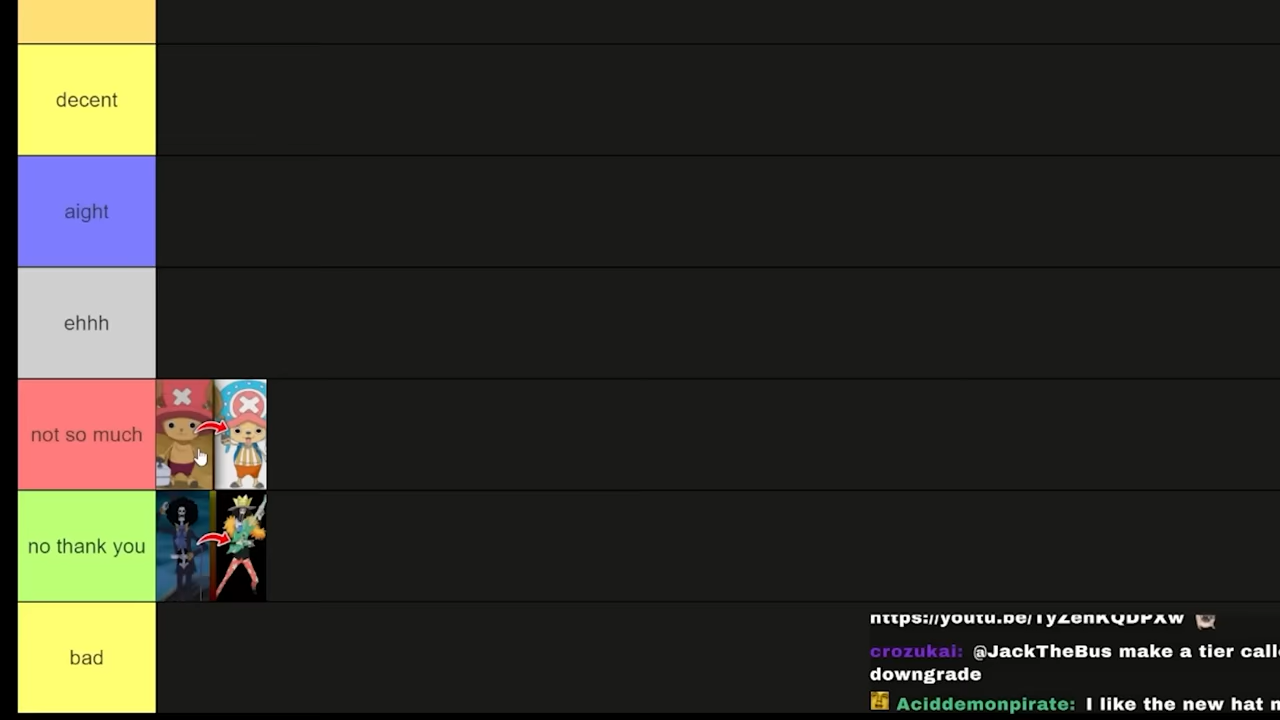 decent
aight
ehhh
not so much
no thank you
bad
crozukai: @JackTheBus make a tier calle
downgrade
Aciddemonpirate: I like the new hat m